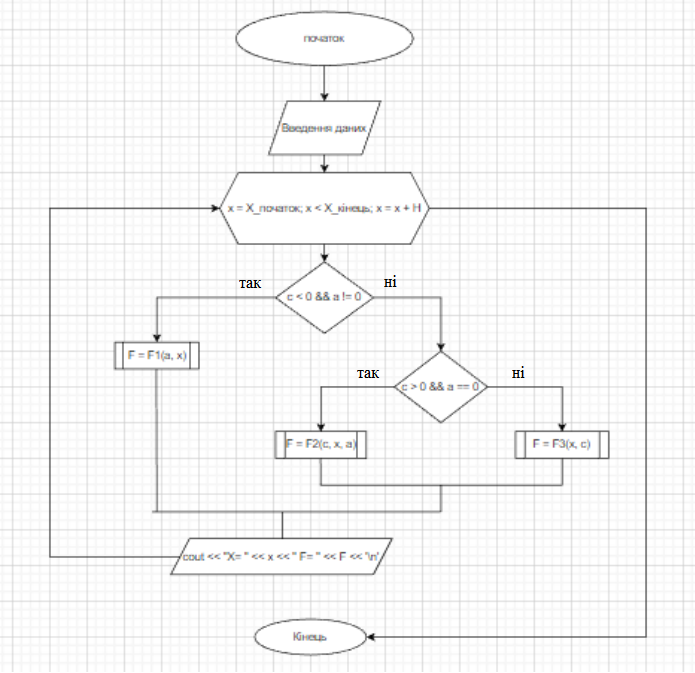 початок
Введення даних
x = X_початок; x < X_кінець; x = x + H
так
ні
c < 0 && a != 0
F = F1(a, x)
так
ні
c > 0 && a == 0
F = F2(c, x, a)
F = F3(x, c)
cout << "X= " << x << " F= " << F << '\n'
Кінець